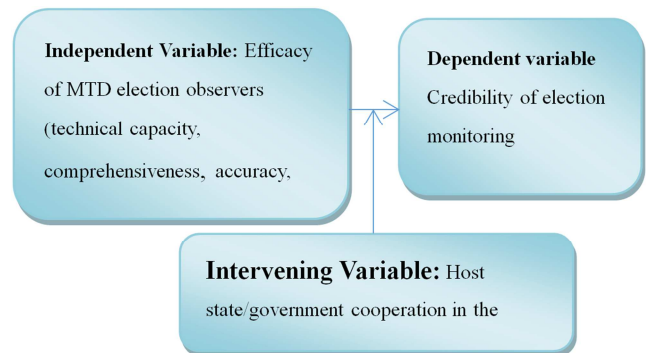 Independent Variable: Efficacy
of MTD election observers
(technical capacity,
comprehensiveness, accuracy,
Dependent variable
Credibility of election
monitoring
Intervening Variable: Host
state/government cooperation in the